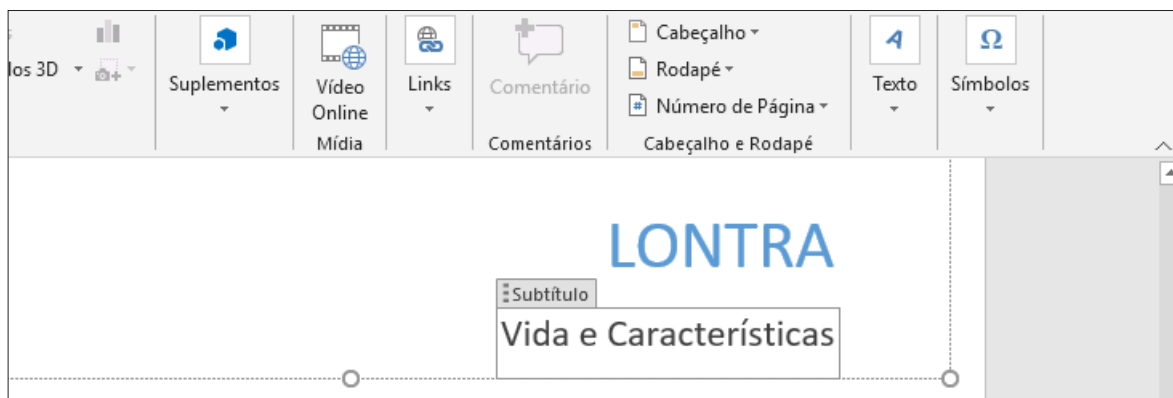 los 3D
Suplementos
Vídeo
Online
Mídia
Links
Comentário
Comentários
Cabeçalho
Rodapé
Número de Página
Cabeçalho e Rodapé
A
Texto
Ω
Símbolos
LONTRA
Subtítulo
Vida e Características